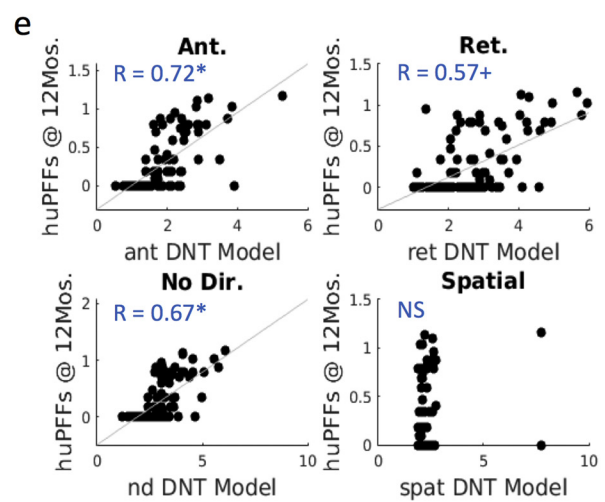 e
Ant.
R = 0.72*
huPFFs @ 12Mos.
1.5
1
0.5
0
0 2 4 6
ant DNT Model
Ret.
R = 0.57+
huPFFs @ 12Mos.
1.5
1
0.5
0
0 2 4 6
ret DNT Model
No Dir.
R = 0.67*
huPFFs @ 12Mos.
2
1
0
0 5 10
nd DNT Model
Spatial
NS
huPFFs @ 12Mos.
1.5
1
0.5
0
0 5 10
spat DNT Model